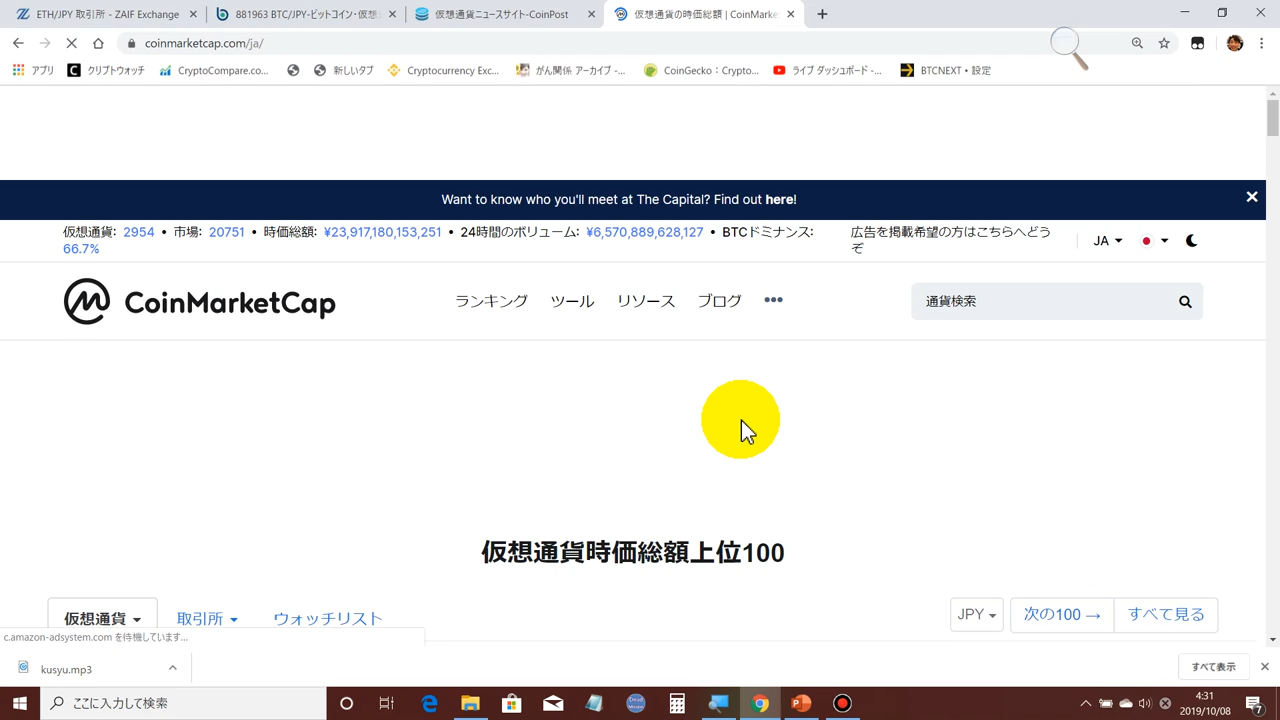 ETH/JPY 取引所 - ZAIF Exchange
881963 BTC/JPY-ビットコイン・仮想
仮想通貨ニュースサイト-CoinPost
仮想通貨の時価総額 | CoinMarke
coinmarketcap.com/ja/
アプリ
クリプトウォッチ
CryptoCompare.co...
新しいタブ
Cryptocurrency Exc...
がん関係 アーカイブ -...
CoinGecko：Crypto...
ライブ ダッシュボード -...
BTCNEXT • 設定
Want to know who you'll meet at The Capital? Find out here!
仮想通貨: 2954 • 市場: 20751 • 時価総額: ¥23,917,180,153,251 • 24時間のボリューム: ¥6,570,889,628,127 • BTCドミナンス:
66.7%
広告を掲載希望の方はこちらへどう
ぞ
JA
CoinMarketCap
ランキング
ツール
リソース
ブログ
通貨検索
仮想通貨時価総額上位100
仮想通貨
取引所
ウォッチリスト
JPY
次の100 →
すべて見る
c.amazon-adsystem.com を待機しています...
kusyu.mp3
すべて表示
ここに入力して検索
4:31
2019/10/08
7